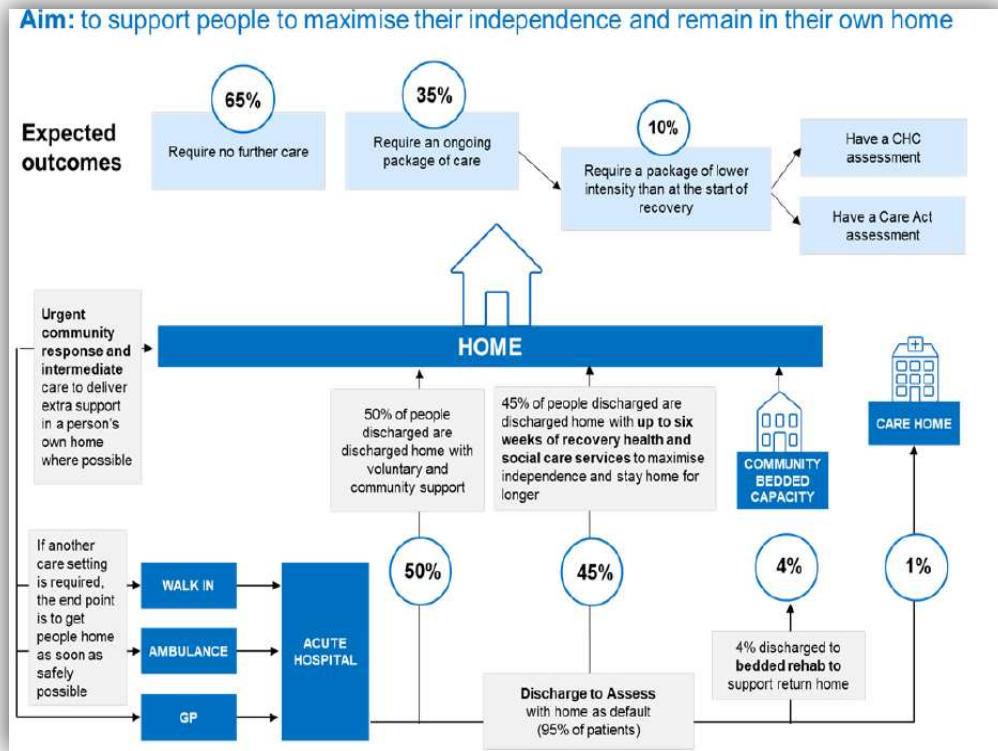 Aim: to support people to maximise their independence and remain in their own home
Expected
outcomes
65%
Require no further care
35%
Require an ongoing
package of care
10%
Require a package of lower
intensity than at the start of
recovery
Have a CHC
assessment
Have a Care Act
assessment
Urgent
community
response and
intermediate
care to deliver
extra support
in a person's
own home
where possible
HOME
50% of people
discharged are
discharged home with
voluntary and
community support
45% of people discharged are
discharged home with up to six
weeks of recovery health and
social care services to maximise
independence and stay home for
longer
COMMUNITY
BEDDED
CAPACITY
CARE HOME
If another
care setting
is required,
the end point
is to get
people home
as soon as
safely
possible
WALK IN
AMBULANCE
GP
ACUTE
HOSPITAL
50%
45%
4%
1%
Discharge to Assess
with home as default
(95% of patients)
4% discharged to
bedded rehab to
support return home